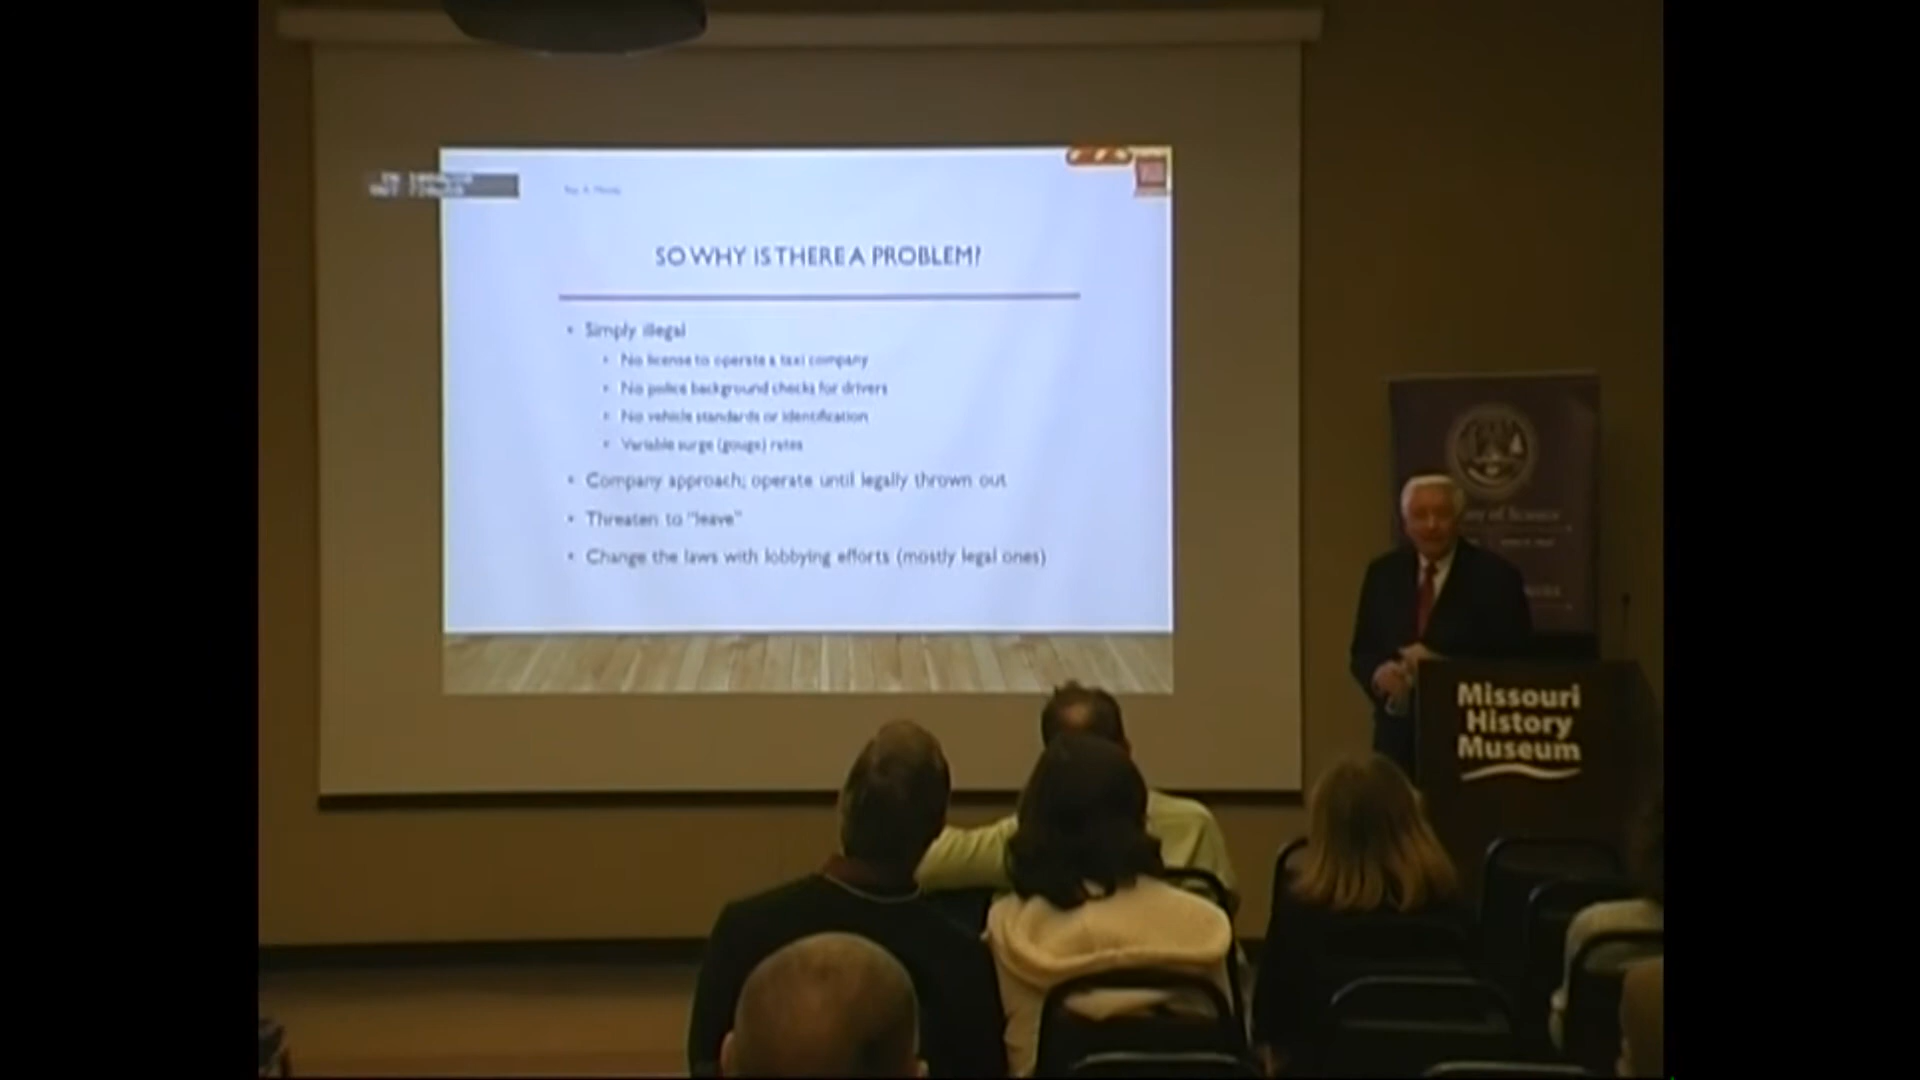 SO WHY IS THERE A PROBLEM?
• Simply illegal
• No license to operate a taxi company
• No police background checks for drivers
• No vehicle standards or identification
• Variable surge (gouge) rates
• Company approach; operate until legally thrown out
• Threaten to "leave"
• Change the laws with lobbying efforts (mostly legal ones)
of Science
Missouri
History
Museum